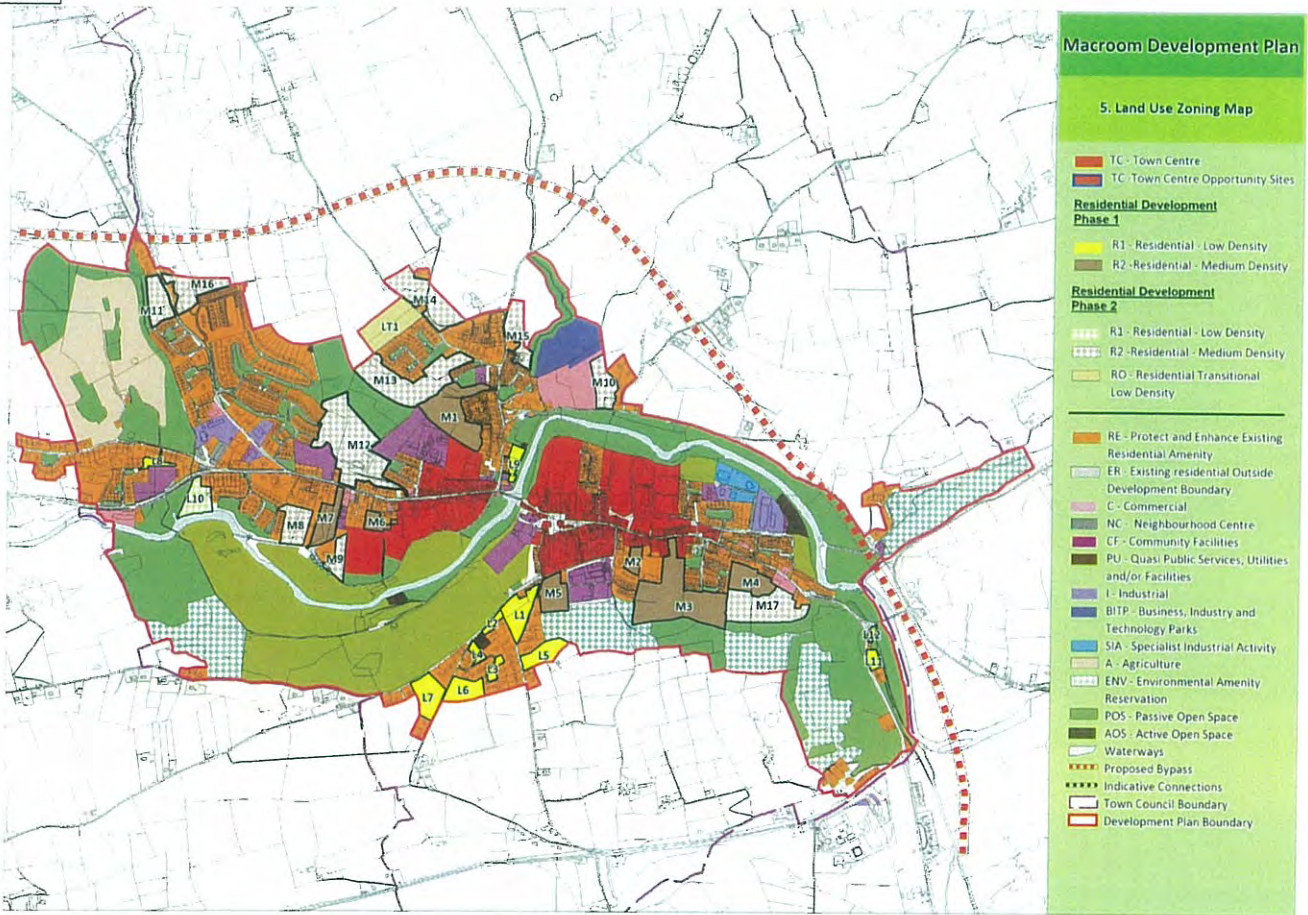 Macroom Development Plan
5. Land Use Zoning Map
TC - Town Centre
TC -Town Centre Opportunity Sites
Residential Development
Phase 1
R1 - Residential - Low Density
R2 -Residential - Medium Density
Residential Development
Phase 2
R1 - Residential - Low Density
R2 -Residential - Medium Density
RO - Residential Transitional
Low Density
RE - Protect and Enhance Existing
Residential Amenity
ER - Existing residential Outside
Development Boundary
C - Commercial
NC - Neighbourhood Centre
CF - Community Facilities
PU - Quasi Public Services, Utilities
and/or Facilities
I - Industrial
BITP - Business, Industry and
Technology Parks
SIA - Specialist Industrial Activity
A - Agriculture
ENV - Environmental Amenity
Reservation
POS - Passive Open Space
AOS - Active Open Space
Waterways
Proposed Bypass
Indicative Connections
Town Council Boundary
Development Plan Boundary
M16
M11
M14
LT1
M15
M13
M10
M1
M12
L9
L10
M8
M7
M6
M9
M2
M4
M5
M3
M17
L1
L4
L3
L5
L6
L7
L12